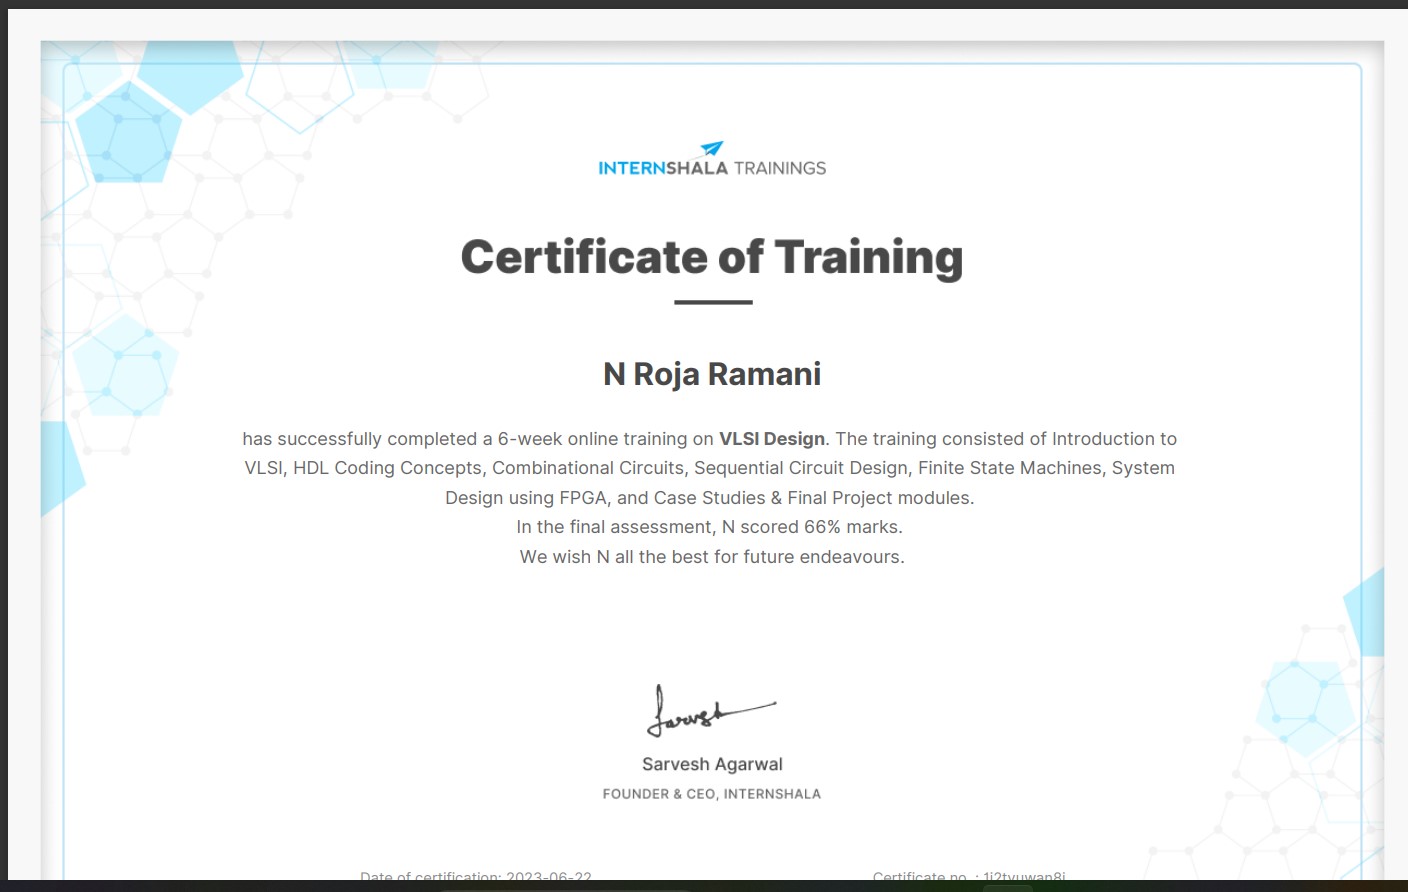 INTERNSHALA TRAININGS
Certificate of Training
N Roja Ramani
has successfully completed a 6-week online training on VLSI Design. The training consisted of Introduction to
VLSI, HDL Coding Concepts, Combinational Circuits, Sequential Circuit Design, Finite State Machines, System
Design using FPGA, and Case Studies & Final Project modules.
In the final assessment, N scored 66% marks.
We wish N all the best for future endeavours.
Sarvesh Agarwal
FOUNDER & CEO, INTERNSHALA
Date of certification: 2023-06-22
Certificate no. :